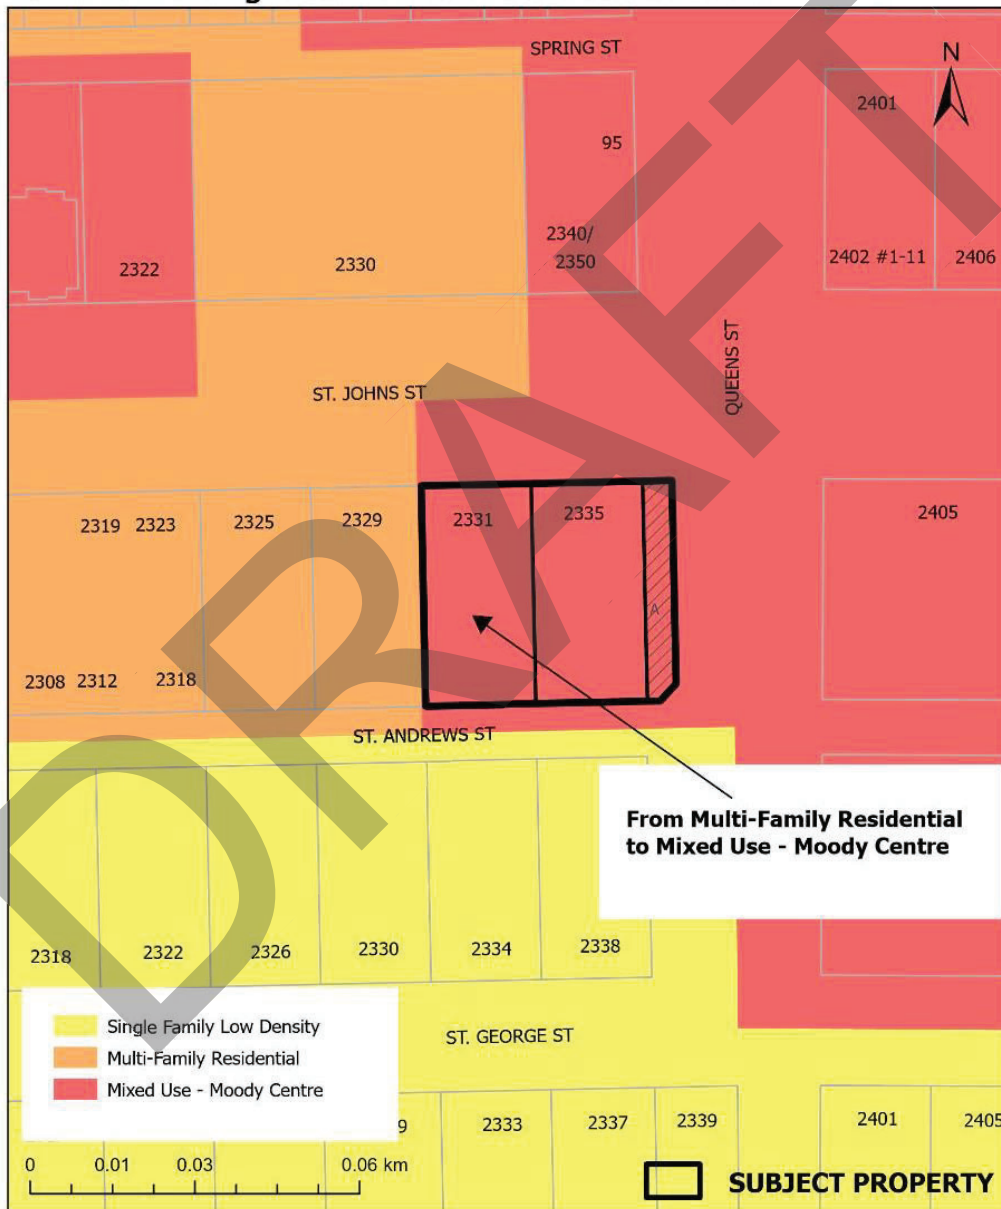 SPRING ST
N
2401
95
2340/
2350
2322
2330
2402 #1-11
2406
QUEENS ST
ST. JOHNS ST
2319
2323
2325
2329
2331
2335
2405
A
2308
2312
2318
ST. ANDREWS ST
From Multi-Family Residential
to Mixed Use - Moody Centre
2318
2322
2326
2330
2334
2338
Single Family Low Density
Multi-Family Residential
Mixed Use - Moody Centre
ST. GEORGE ST
9
2333
2337
2339
2401
2405
0
0.01
0.03
0.06 km
SUBJECT PROPERTY
DRAFT